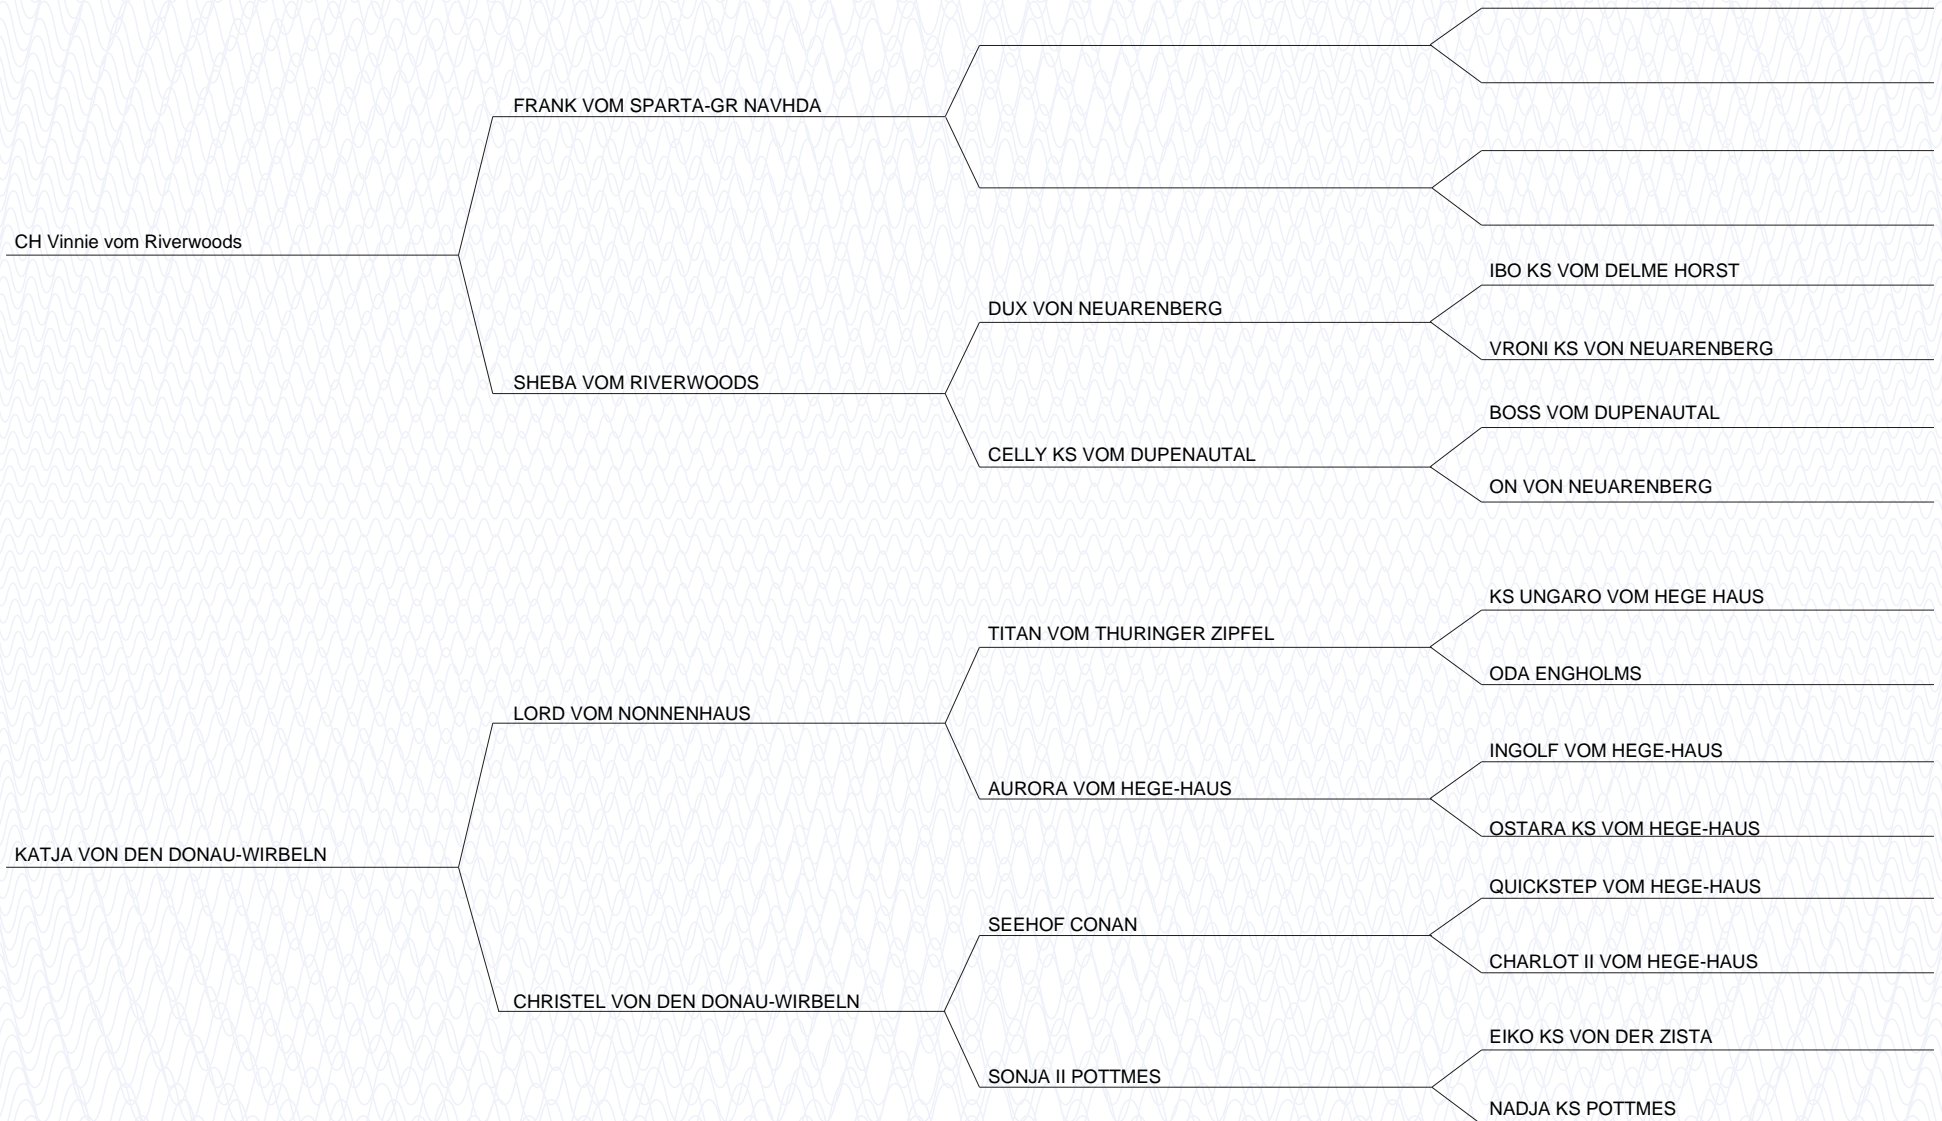 FRANK VOM SPARTA-GR NAVHDA
CH Vinnie vom Riverwoods
IBO KS VOM DELME HORST
DUX VON NEUARENBERG
VRONI KS VON NEUARENBERG
SHEBA VOM RIVERWOODS
BOSS VOM DUPENAUTAL
CELLY KS VOM DUPENAUTAL
ON VON NEUARENBERG
KS UNGARO VOM HEGE HAUS
TITAN VOM THURINGER ZIPFEL
ODA ENGHOLMS
LORD VOM NONNENHAUS
INGOLF VOM HEGE-HAUS
AURORA VOM HEGE-HAUS
OSTARA KS VOM HEGE-HAUS
KATJA VON DEN DONAU-WIRBELN
QUICKSTEP VOM HEGE-HAUS
SEEHOF CONAN
CHARLOT II VOM HEGE-HAUS
CHRISTEL VON DEN DONAU-WIRBELN
EIKO KS VON DER ZISTA
SONJA II POTTMES
NADJA KS POTTMES